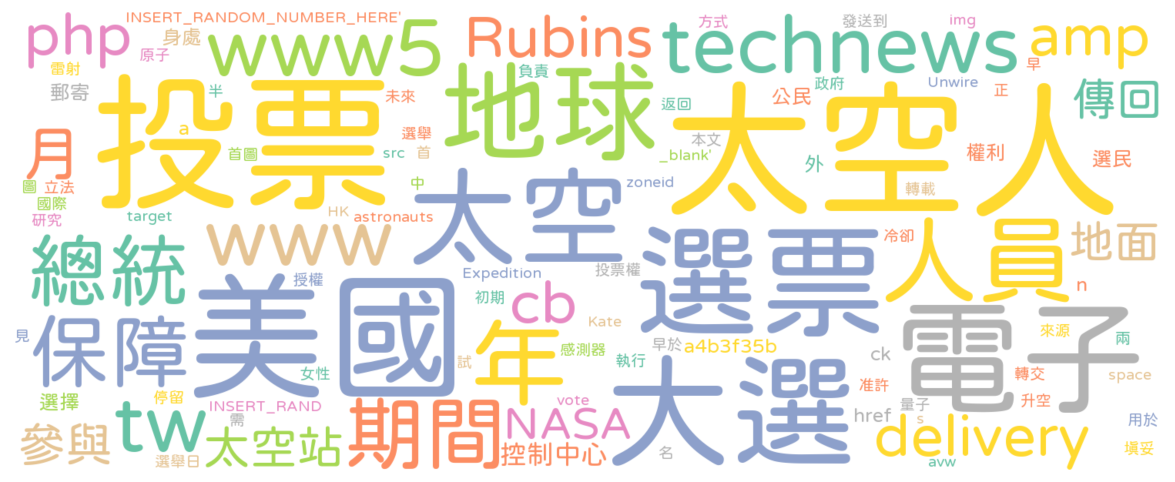 INSERT_RANDOM_NUMBER_HERE'
php
身處
原子
www5
Rubins
technews
方式
發送到
img
amp
雷射
郵寄
半
未來
投票
a
地球
負責
返回
太空人
政府
公民
Unwire
早
正
傳回
月
選舉
首圖
src
首
_blank'
本文
外
權利
選民
圖
立法
國際
研究
target
中
太空
zoneid
轉載
HK
astronauts
www
冷卻
人員
地面
總統
授權
Expedition
投票權
選票
n
初期
cb
美國
見
保障
Kate
年
感測器
早於
a4b3f35b
電子
來源
兩
女性
試
執行
ck
轉交
space
選擇
停留
INSERT_RAND
vote
大選
准許
升空
量子
tw
需
期間
NASA
href
s
delivery
用於
參與
選舉日
太空站
控制中心
名
avw
填妥